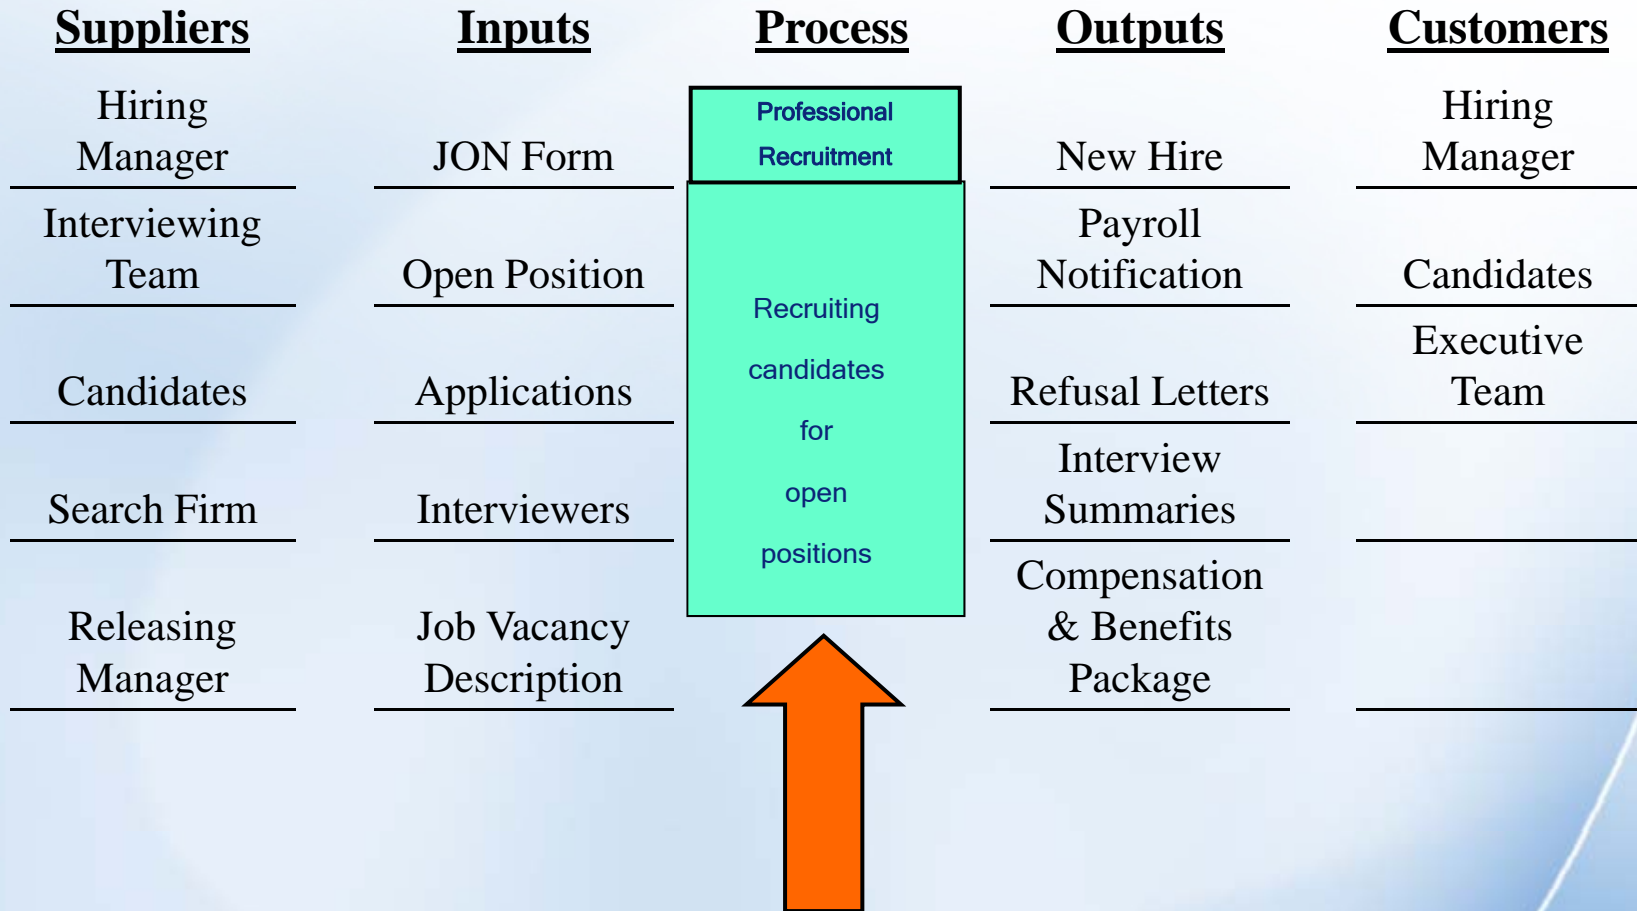 Suppliers
Hiring
Manager
Interviewing
Team
Candidates
Search Firm
Releasing
Manager
Inputs
JON Form
Open Position
Applications
Interviewers
Job Vacancy
Description
Process
Professional
Recruitment
Recruiting
candidates
for
open
positions
Outputs
New Hire
Payroll
Notification
Refusal Letters
Interview
Summaries
Compensation
& Benefits
Package
Customers
Hiring
Manager
Candidates
Executive
Team